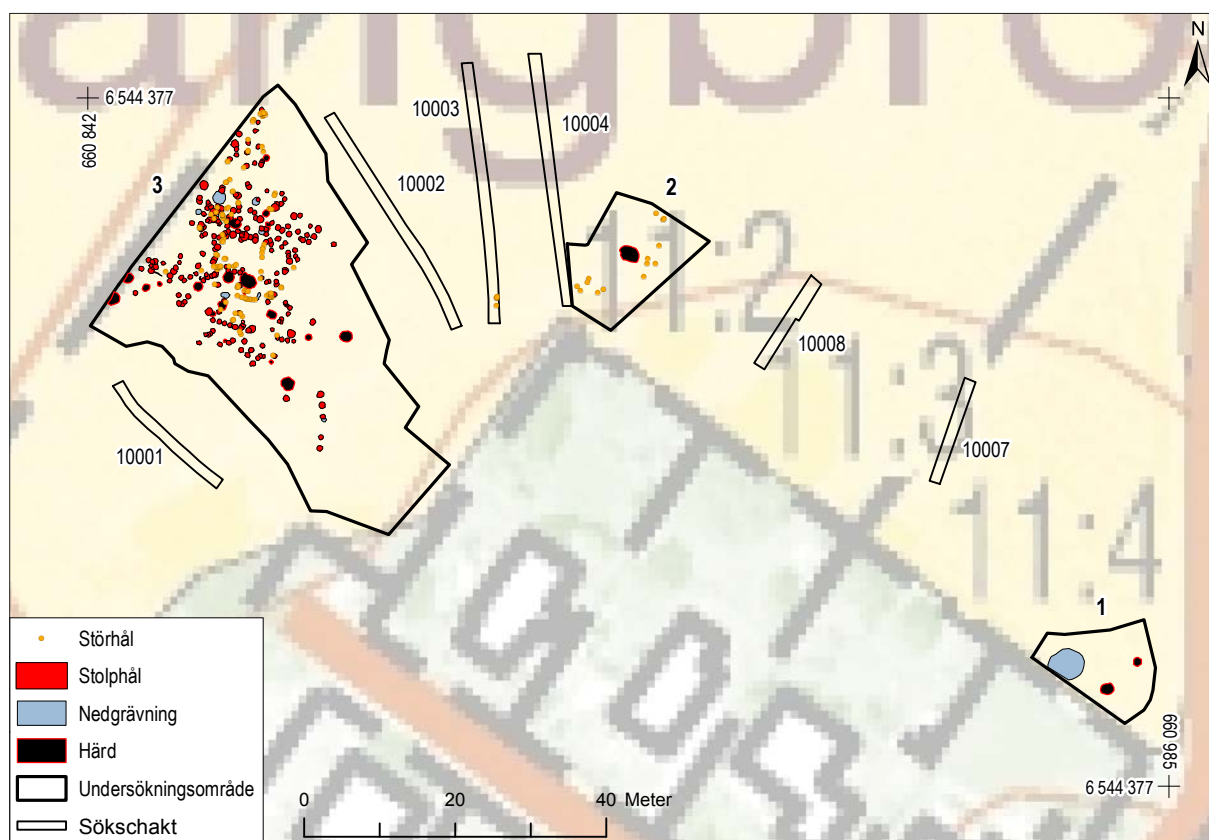 ångbro
N
6 544 377
660 842
10003
10004
10002
3
2
11:2
10008
11:3
10007
10001
11:4
1
660 985
6 544 377
Störhål
Stolphål
Nedgrävning
Härd
Undersökningsområde
Sökschakt
0 20 40 Meter